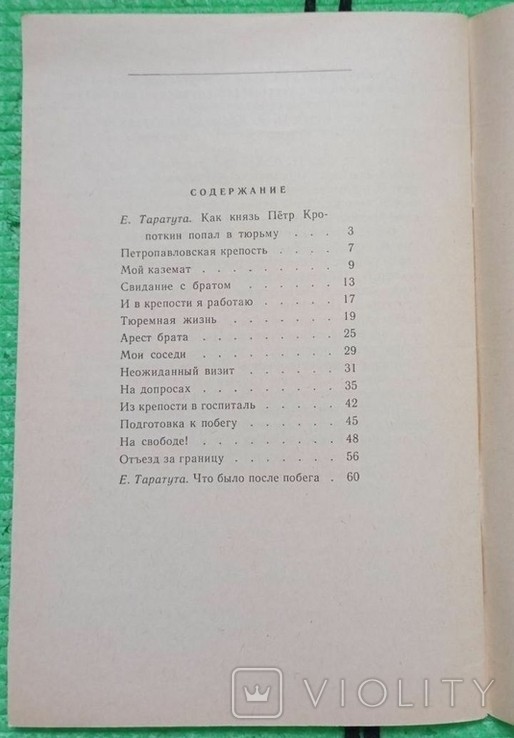 СОДЕРЖАНИЕ
Е. Таратута. Как князь Пётр Кро-
поткин попал в тюрьму . . . 3
Петропавловская крепость . . . . 7
Мой каземат . . . . . . . . 9
Свидание с братом . . . . . . 13
И в крепости я работаю . . . . . 17
Тюремная жизнь . . . . . . . 19
Арест брата . . . . . . . . 25
Мои соседи . . . . . . . . 29
Неожиданный визит . . . . . . 31
На допросах . . . . . . . . 35
Из крепости в госпиталь . . . . . 42
Подготовка к побегу . . . . . . 45
На свободе! . . . . . . . . 48
Отъезд за границу . . . . . . 56
Е. Таратута. Что было после побега . 60
VIOLITY